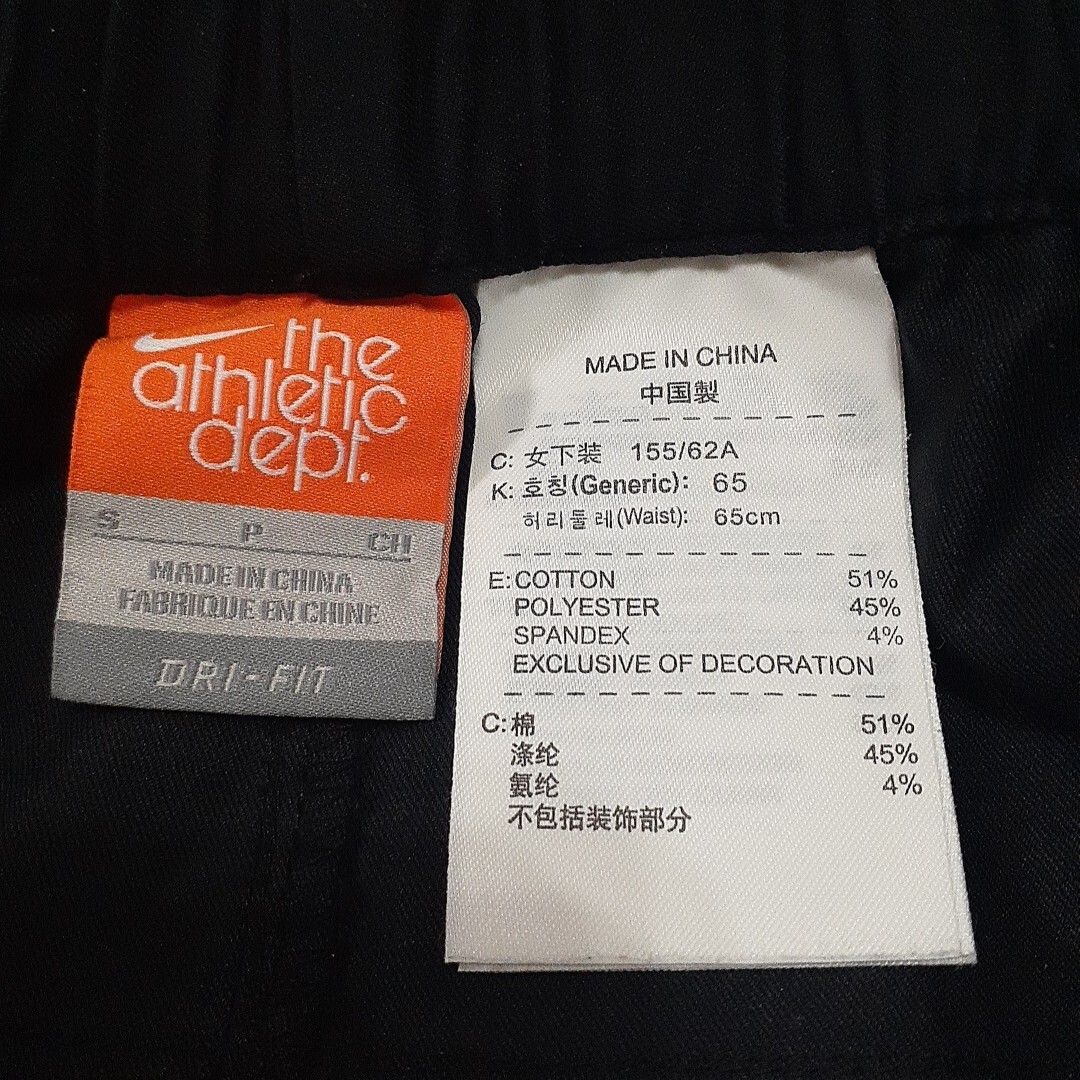 the
athletic
dept.
S P CH
MADE IN CHINA
FABRIQUE EN CHINE
DRI-FIT
MADE IN CHINA
中国製
C: 女下装 155/62A
K: 호칭(Generic): 65
허리둘레(Waist): 65cm
E: COTTON 51%
POLYESTER 45%
SPANDEX 4%
EXCLUSIVE OF DECORATION
C: 棉 51%
涤纶 45%
氨纶 4%
不包括装饰部分